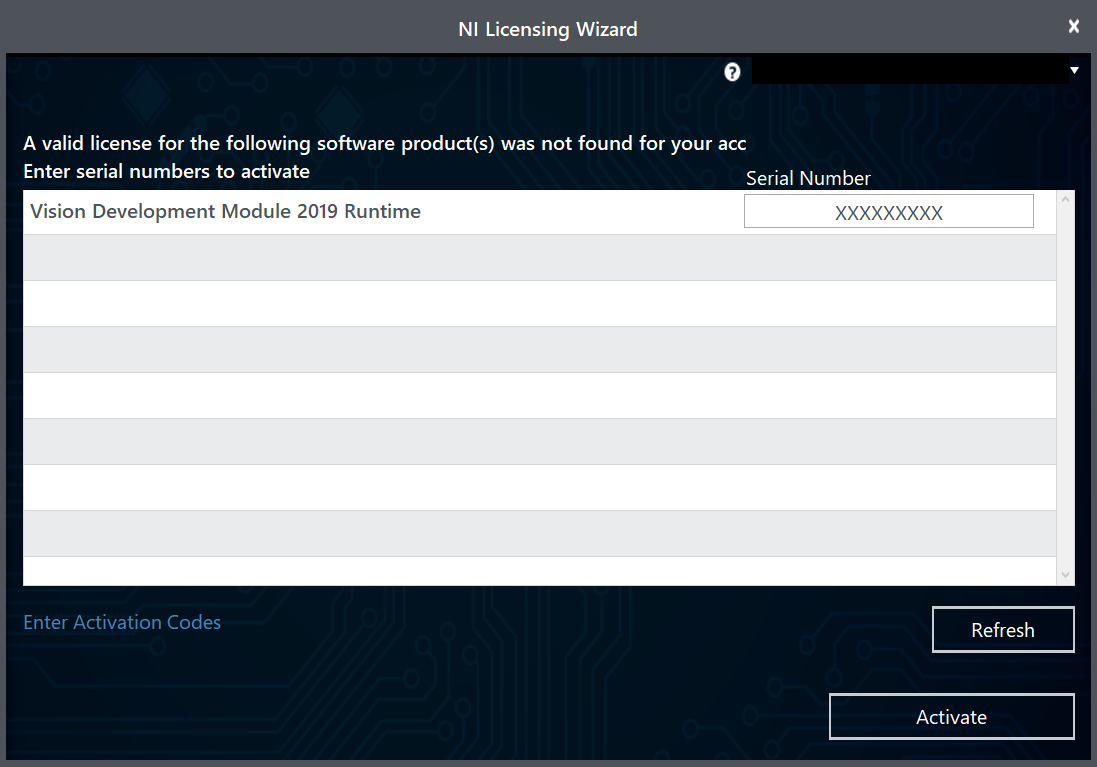 NI Licensing Wizard
x
?
A valid license for the following software product(s) was not found for your acc
Enter serial numbers to activate
Serial Number
Vision Development Module 2019 Runtime
XXXXXXXXX
Enter Activation Codes
Refresh
Activate